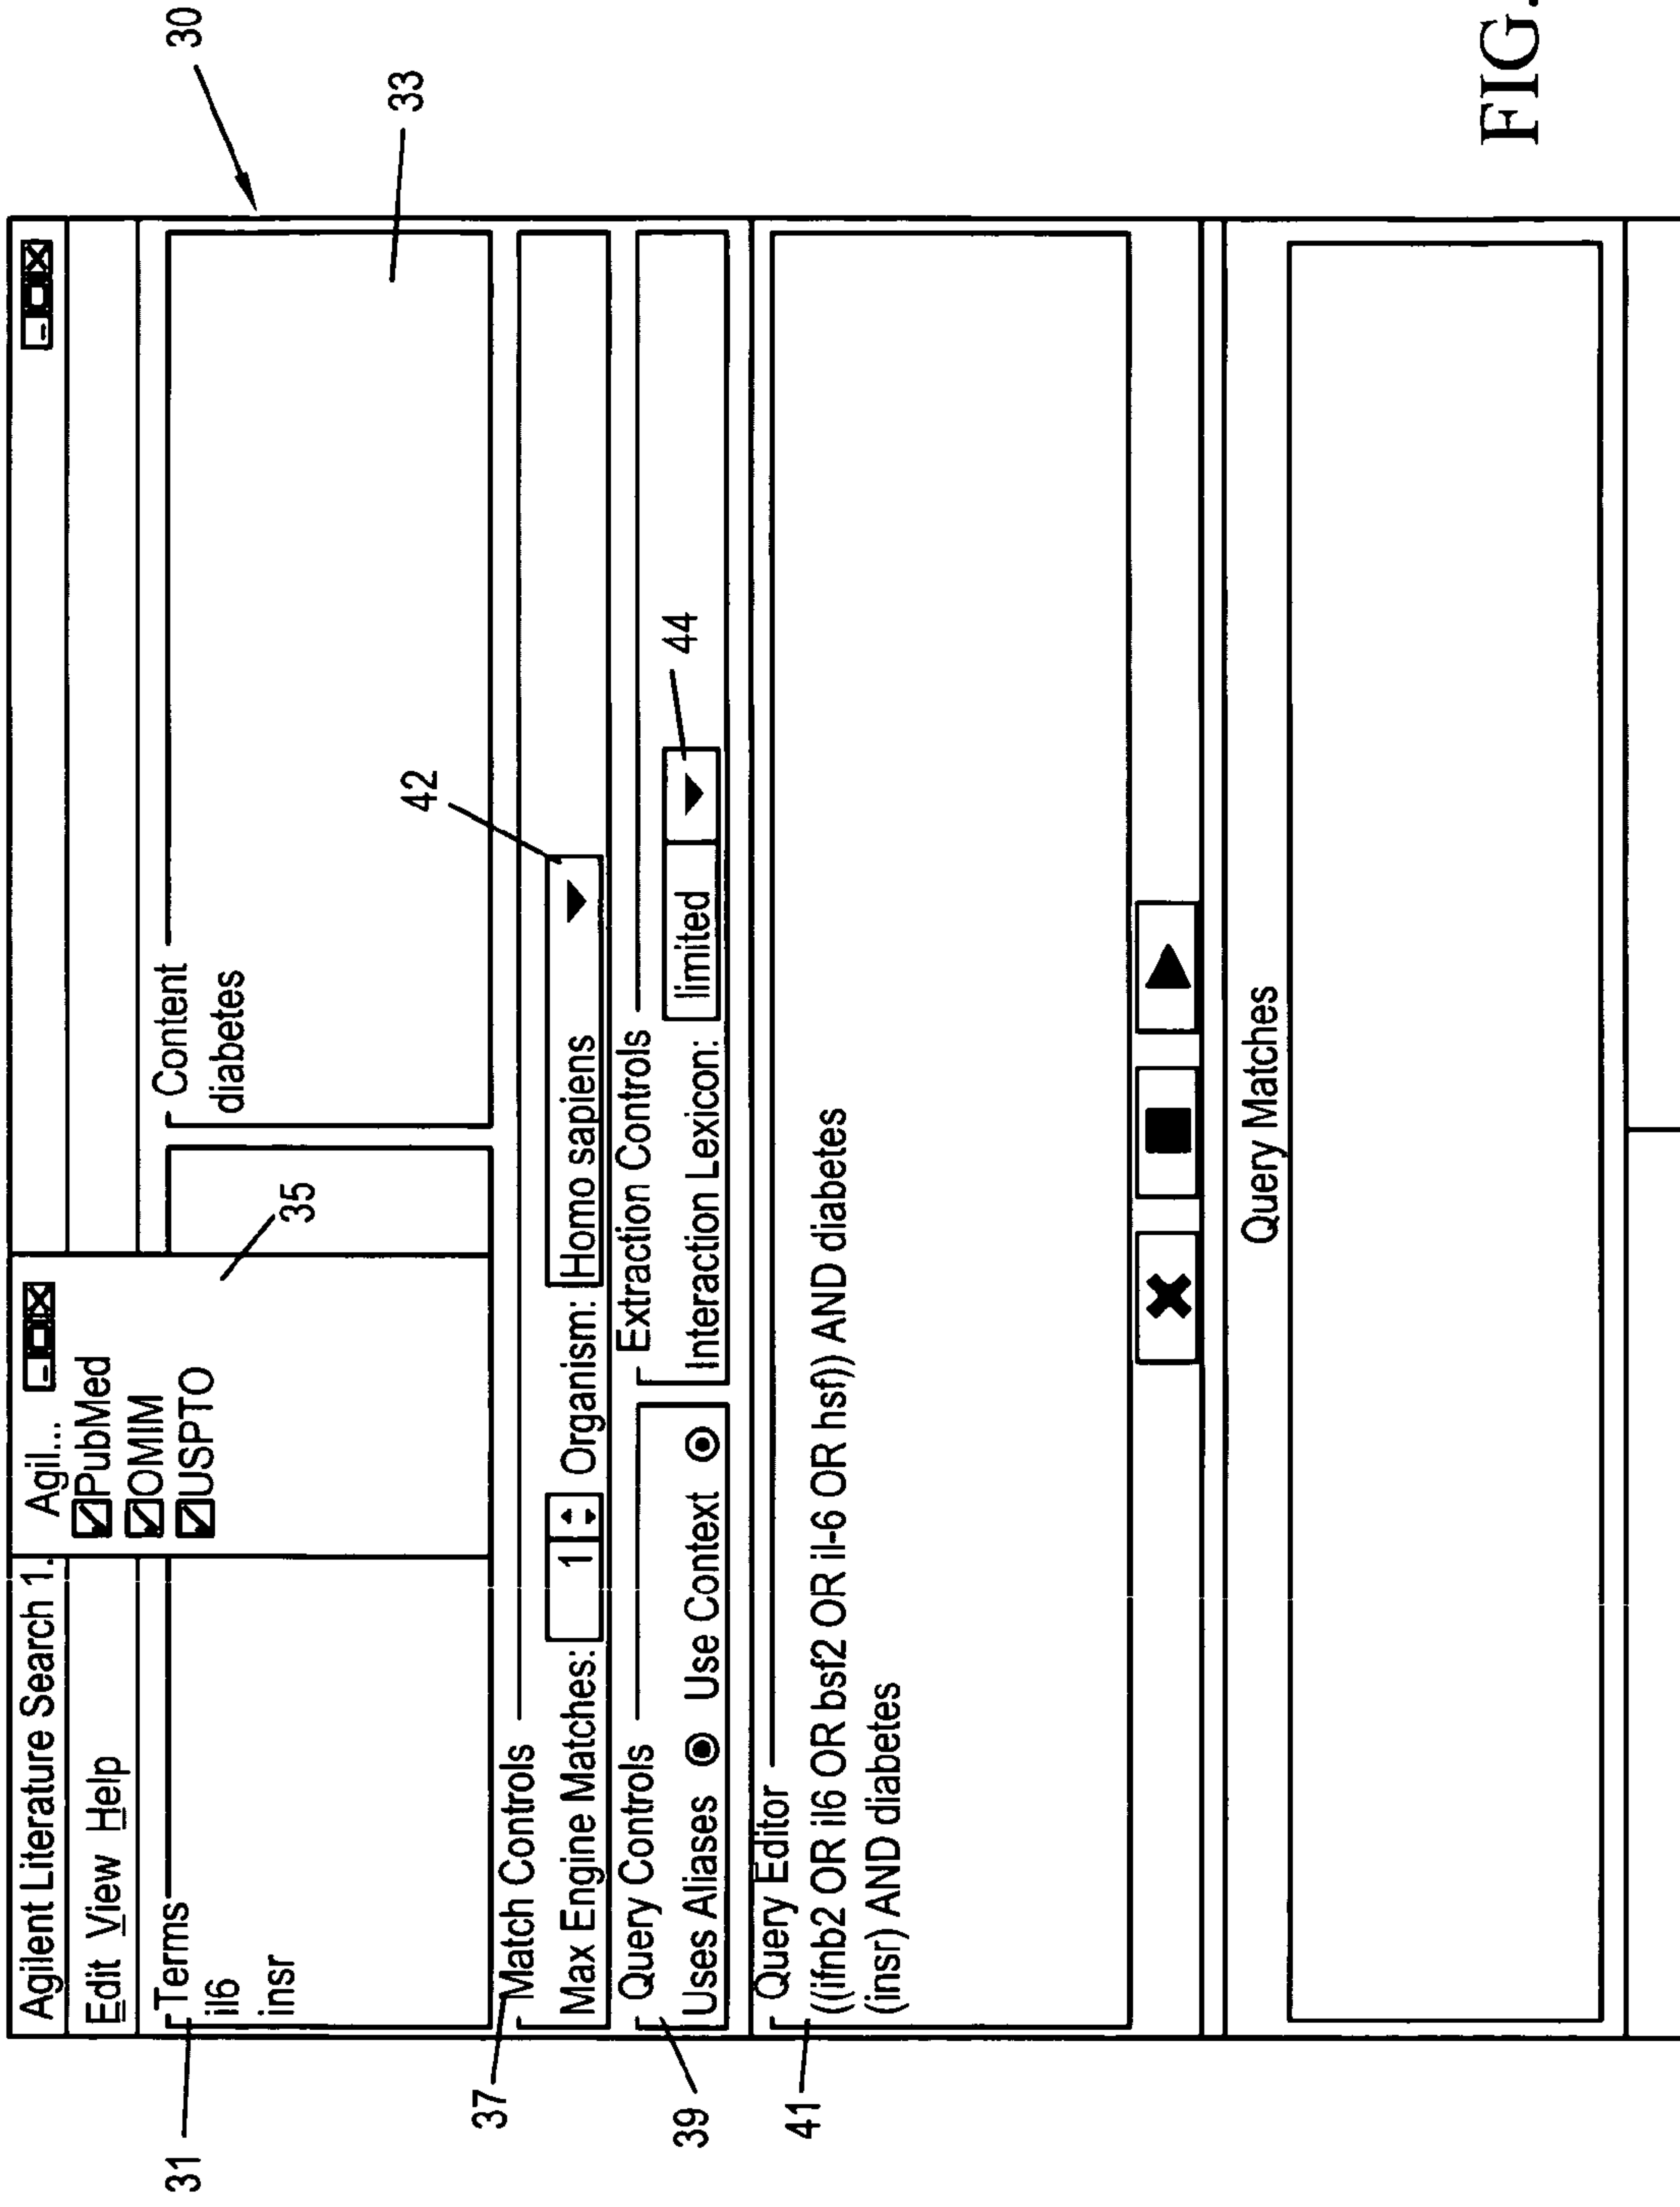 30
Agilent Literature Search 1.
Agil...
Edit View Help
PubMed
OMIM
USPTO
35
33
31
Terms
il6
insr
Content
diabetes
37
Match Controls
42
Max Engine Matches: 1 Organism: Homo sapiens
39
Query Controls
Uses Aliases Use Context
Extraction Controls
Interaction Lexicon: limited
44
41
Query Editor
((ifnb2 OR il6 OR bsf2 OR il-6 OR hsf)) AND diabetes
(insr) AND diabetes
Query Matches
FIG.